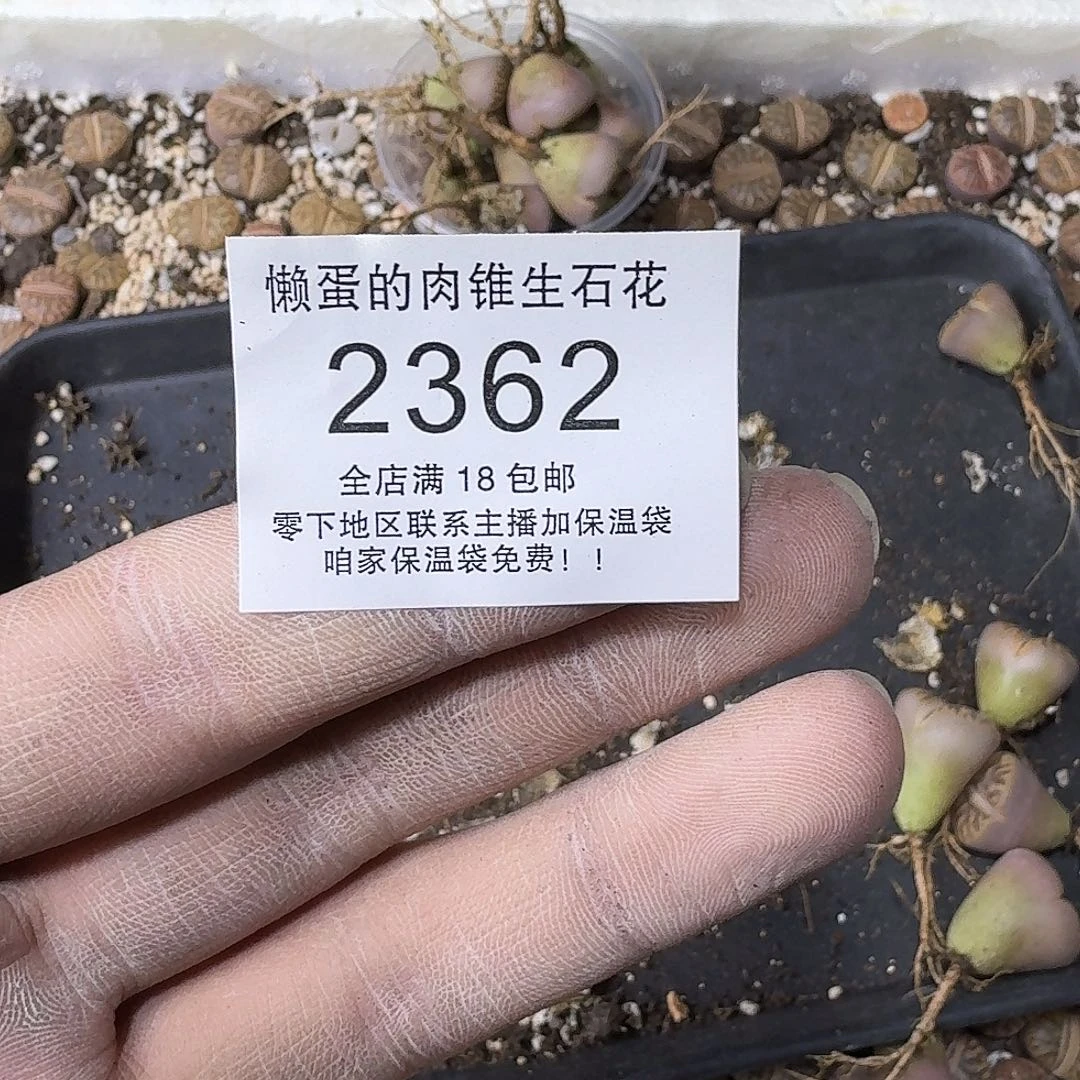 懒蛋的肉锥生石花
2362
全店满 18 包邮
零下地区联系主播加保温袋
咱家保温袋免费！！